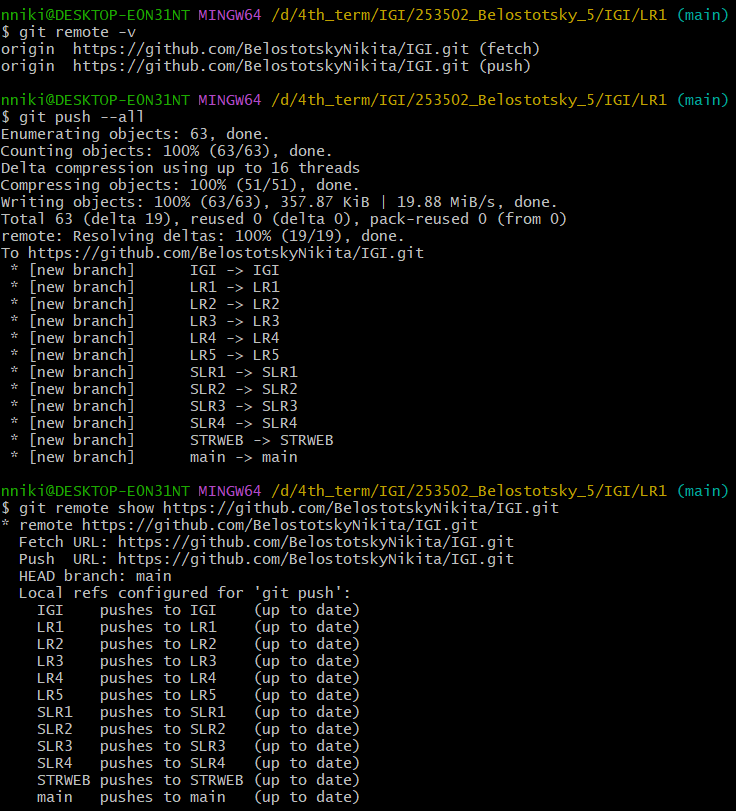 nniki@DESKTOP-EON31NT MINGW64 /d/4th_term/IGI/253502_Belostotsky_5/IGI/LR1 (main)
$ git remote -v
origin  https://github.com/BelostotskyNikita/IGI.git (fetch)
origin  https://github.com/BelostotskyNikita/IGI.git (push)

nniki@DESKTOP-EON31NT MINGW64 /d/4th_term/IGI/253502_Belostotsky_5/IGI/LR1 (main)
$ git push --all
Enumerating objects: 63, done.
Counting objects: 100% (63/63), done.
Delta compression using up to 16 threads
Compressing objects: 100% (51/51), done.
Writing objects: 100% (63/63), 357.87 KiB | 19.88 MiB/s, done.
Total 63 (delta 19), reused 0 (delta 0), pack-reused 0 (from 0)
remote: Resolving deltas: 100% (19/19), done.
To https://github.com/BelostotskyNikita/IGI.git
 * [new branch]      IGI -> IGI
 * [new branch]      LR1 -> LR1
 * [new branch]      LR2 -> LR2
 * [new branch]      LR3 -> LR3
 * [new branch]      LR4 -> LR4
 * [new branch]      LR5 -> LR5
 * [new branch]      SLR1 -> SLR1
 * [new branch]      SLR2 -> SLR2
 * [new branch]      SLR3 -> SLR3
 * [new branch]      SLR4 -> SLR4
 * [new branch]      STRWEB -> STRWEB
 * [new branch]      main -> main

nniki@DESKTOP-EON31NT MINGW64 /d/4th_term/IGI/253502_Belostotsky_5/IGI/LR1 (main)
$ git remote show https://github.com/BelostotskyNikita/IGI.git
* remote https://github.com/BelostotskyNikita/IGI.git
  Fetch URL: https://github.com/BelostotskyNikita/IGI.git
  Push  URL: https://github.com/BelostotskyNikita/IGI.git
  HEAD branch: main
  Local refs configured for 'git push':
    IGI    pushes to IGI    (up to date)
    LR1    pushes to LR1    (up to date)
    LR2    pushes to LR2    (up to date)
    LR3    pushes to LR3    (up to date)
    LR4    pushes to LR4    (up to date)
    LR5    pushes to LR5    (up to date)
    SLR1   pushes to SLR1   (up to date)
    SLR2   pushes to SLR2   (up to date)
    SLR3   pushes to SLR3   (up to date)
    SLR4   pushes to SLR4   (up to date)
    STRWEB pushes to STRWEB (up to date)
    main   pushes to main   (up to date)